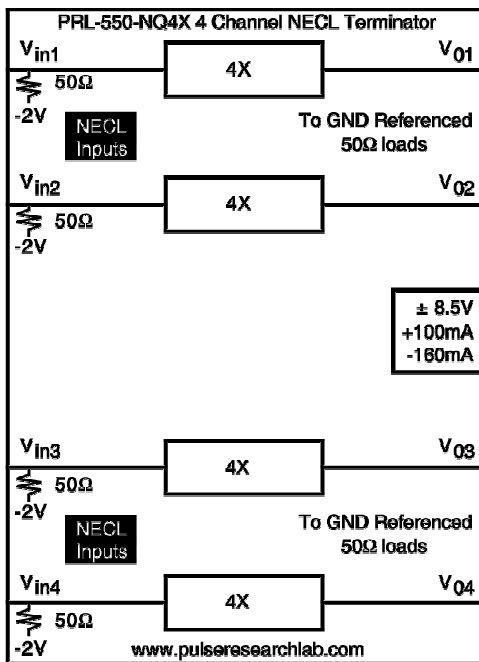 PRL-550-NQ4X 4 Channel NECL Terminator
Vin1
4X
V01
50Ω
-2V
NECL
Inputs
To GND Referenced
50Ω loads
Vin2
4X
V02
50Ω
-2V
± 8.5V
+100mA
-160mA
Vin3
4X
V03
50Ω
-2V
NECL
Inputs
To GND Referenced
50Ω loads
Vin4
4X
V04
50Ω
-2V
www.pulseresearchlab.com